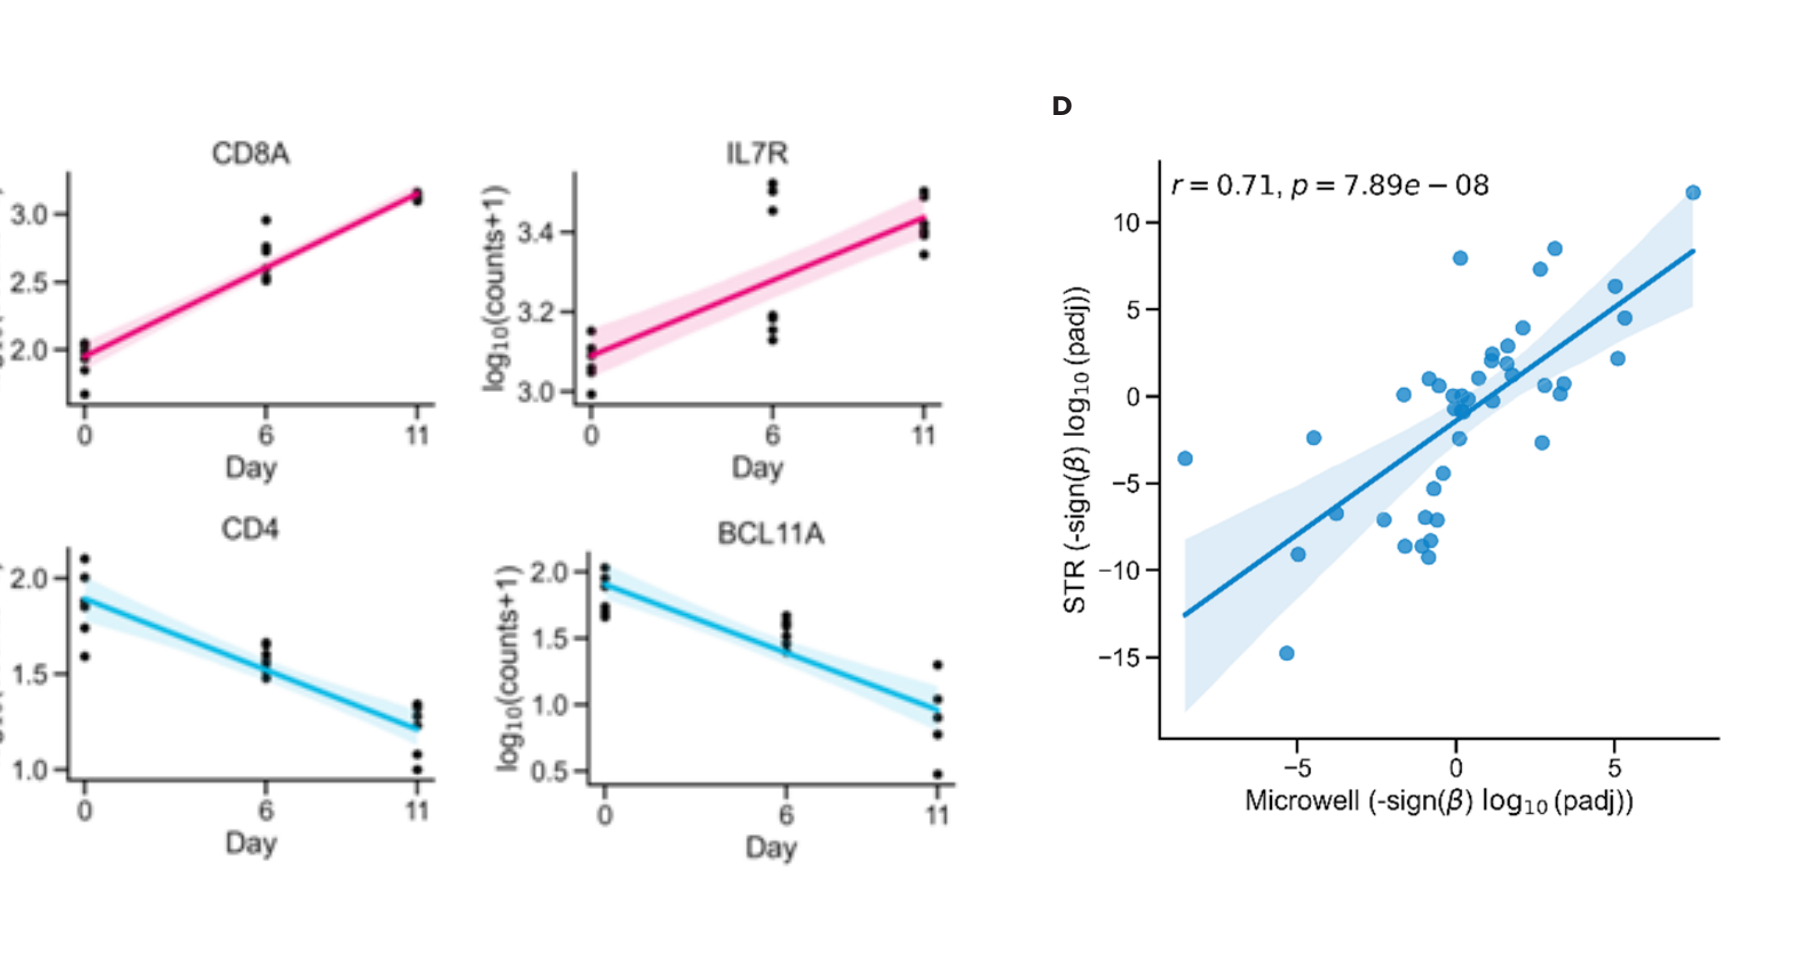 D
CD8A
3.0
2.5
2.0
0 6 11
Day
IL7R
log10(counts+1)
3.4
3.2
3.0
0 6 11
Day
CD4
2.0
1.5
1.0
0 6 11
Day
BCL11A
log10(counts+1)
2.0
1.5
1.0
0.5
0 6 11
Day
r = 0.71, p = 7.89e − 08
STR (-sign(β) log10 (padj))
10
5
0
−5
−10
−15
−5 0 5
Microwell (-sign(β) log10 (padj))